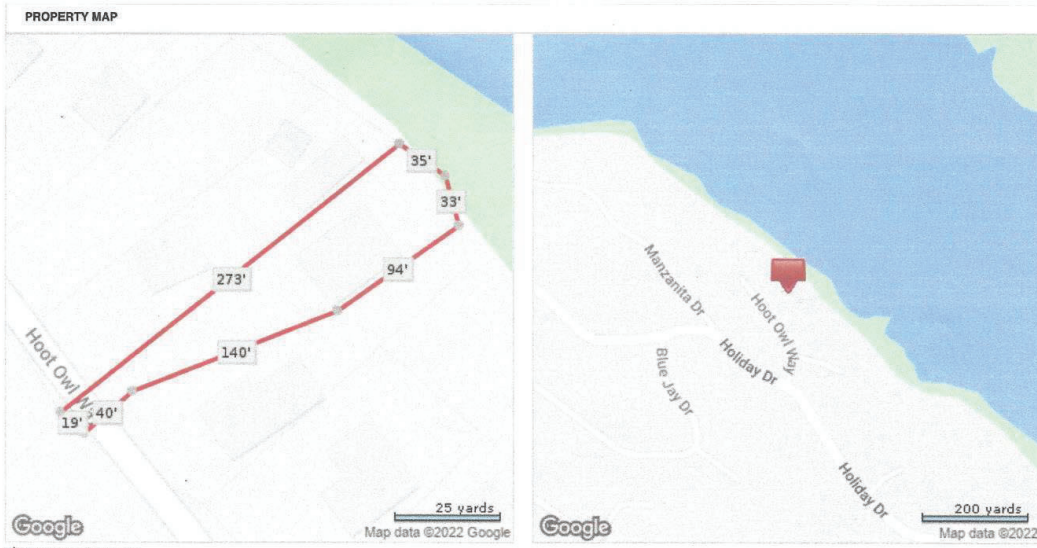 PROPERTY MAP
35'
33'
94'
273'
140'
40'
19'
Hoot Owl W
25 yards
Google
Map data ©2022 Google
Manzanita Dr
Hoot Owl Way
Holiday Dr
Blue Jay Dr
Holiday Dr
200 yards
Google
Map data ©2022